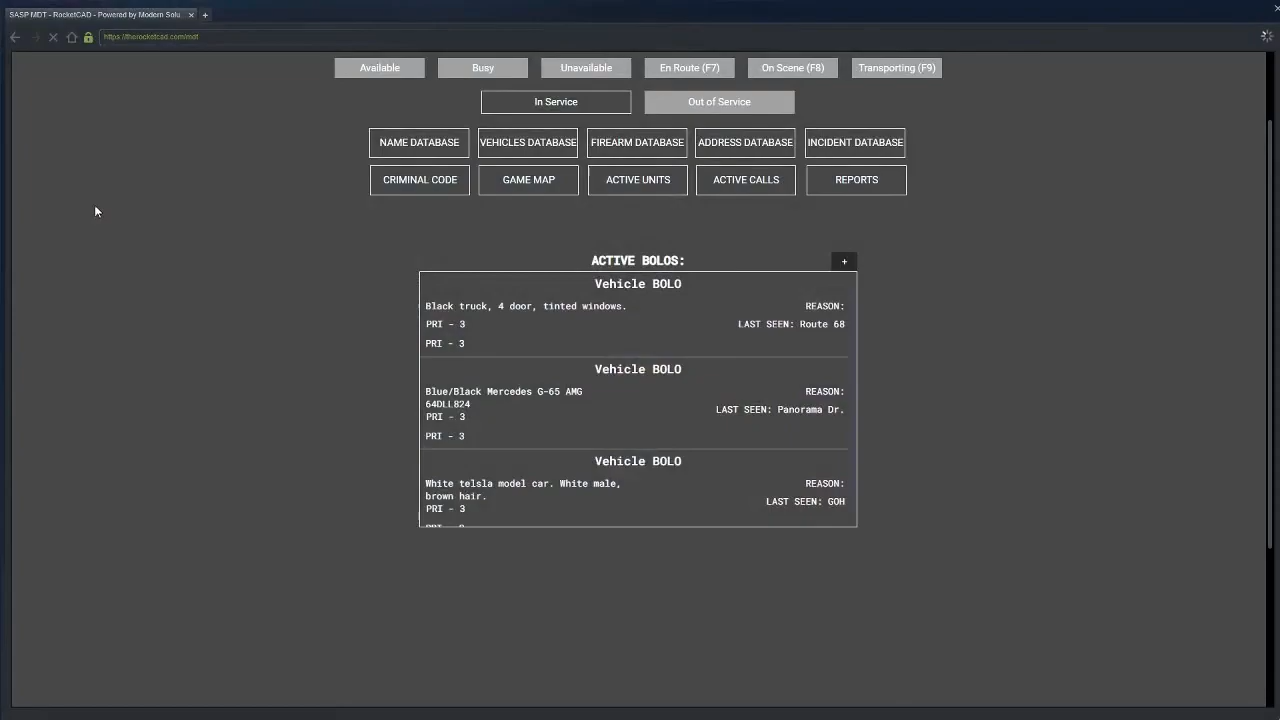 SASP MDT - RocketCAD - Powered by Modern Solu
https://therocketcad.com/mdt
Available Busy Unavailable En Route (F7) On Scene (F8) Transporting (F9)
In Service Out of Service
NAME DATABASE VEHICLES DATABASE FIREARM DATABASE ADDRESS DATABASE INCIDENT DATABASE
CRIMINAL CODE GAME MAP ACTIVE UNITS ACTIVE CALLS REPORTS
ACTIVE BOLOS: +
Vehicle BOLO
Black truck, 4 door, tinted windows. REASON:
PRI - 3 LAST SEEN: Route 68
PRI - 3
Vehicle BOLO
Blue/Black Mercedes G-65 AMG REASON:
64DLL824
LAST SEEN: Panorama Dr.
PRI - 3
PRI - 3
Vehicle BOLO
White telsla model car. White male, REASON:
brown hair.
LAST SEEN: GOH
PRI - 3